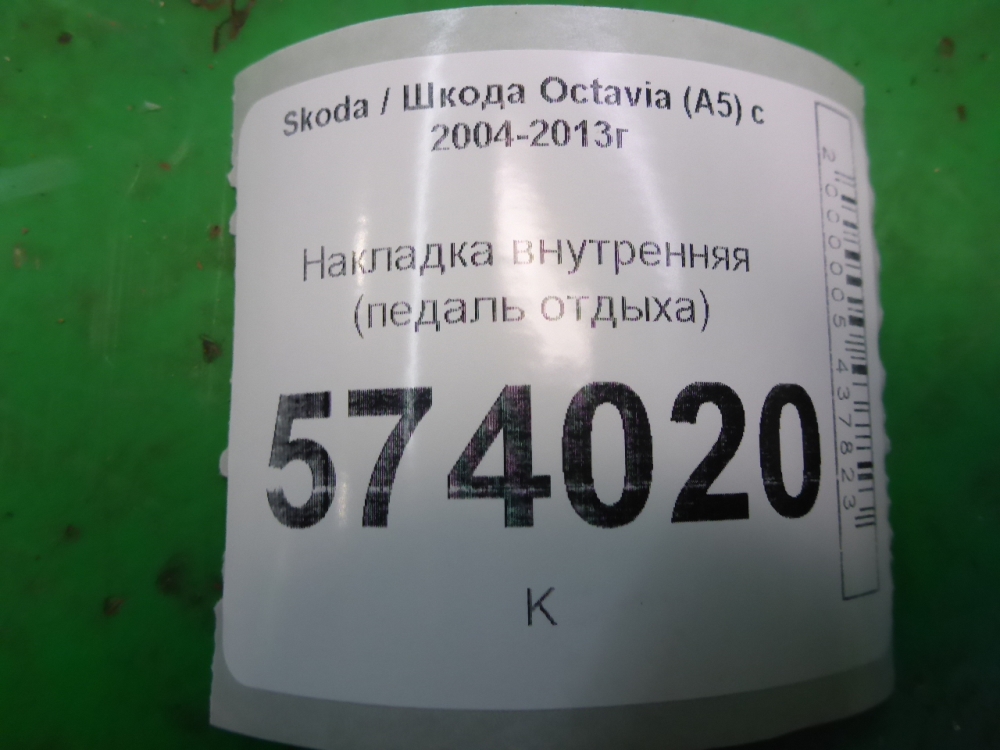 Skoda / Шкода Octavia (A5) с
2004-2013г
Накладка внутренняя
(педаль отдыха)
574020
К
2000005437823